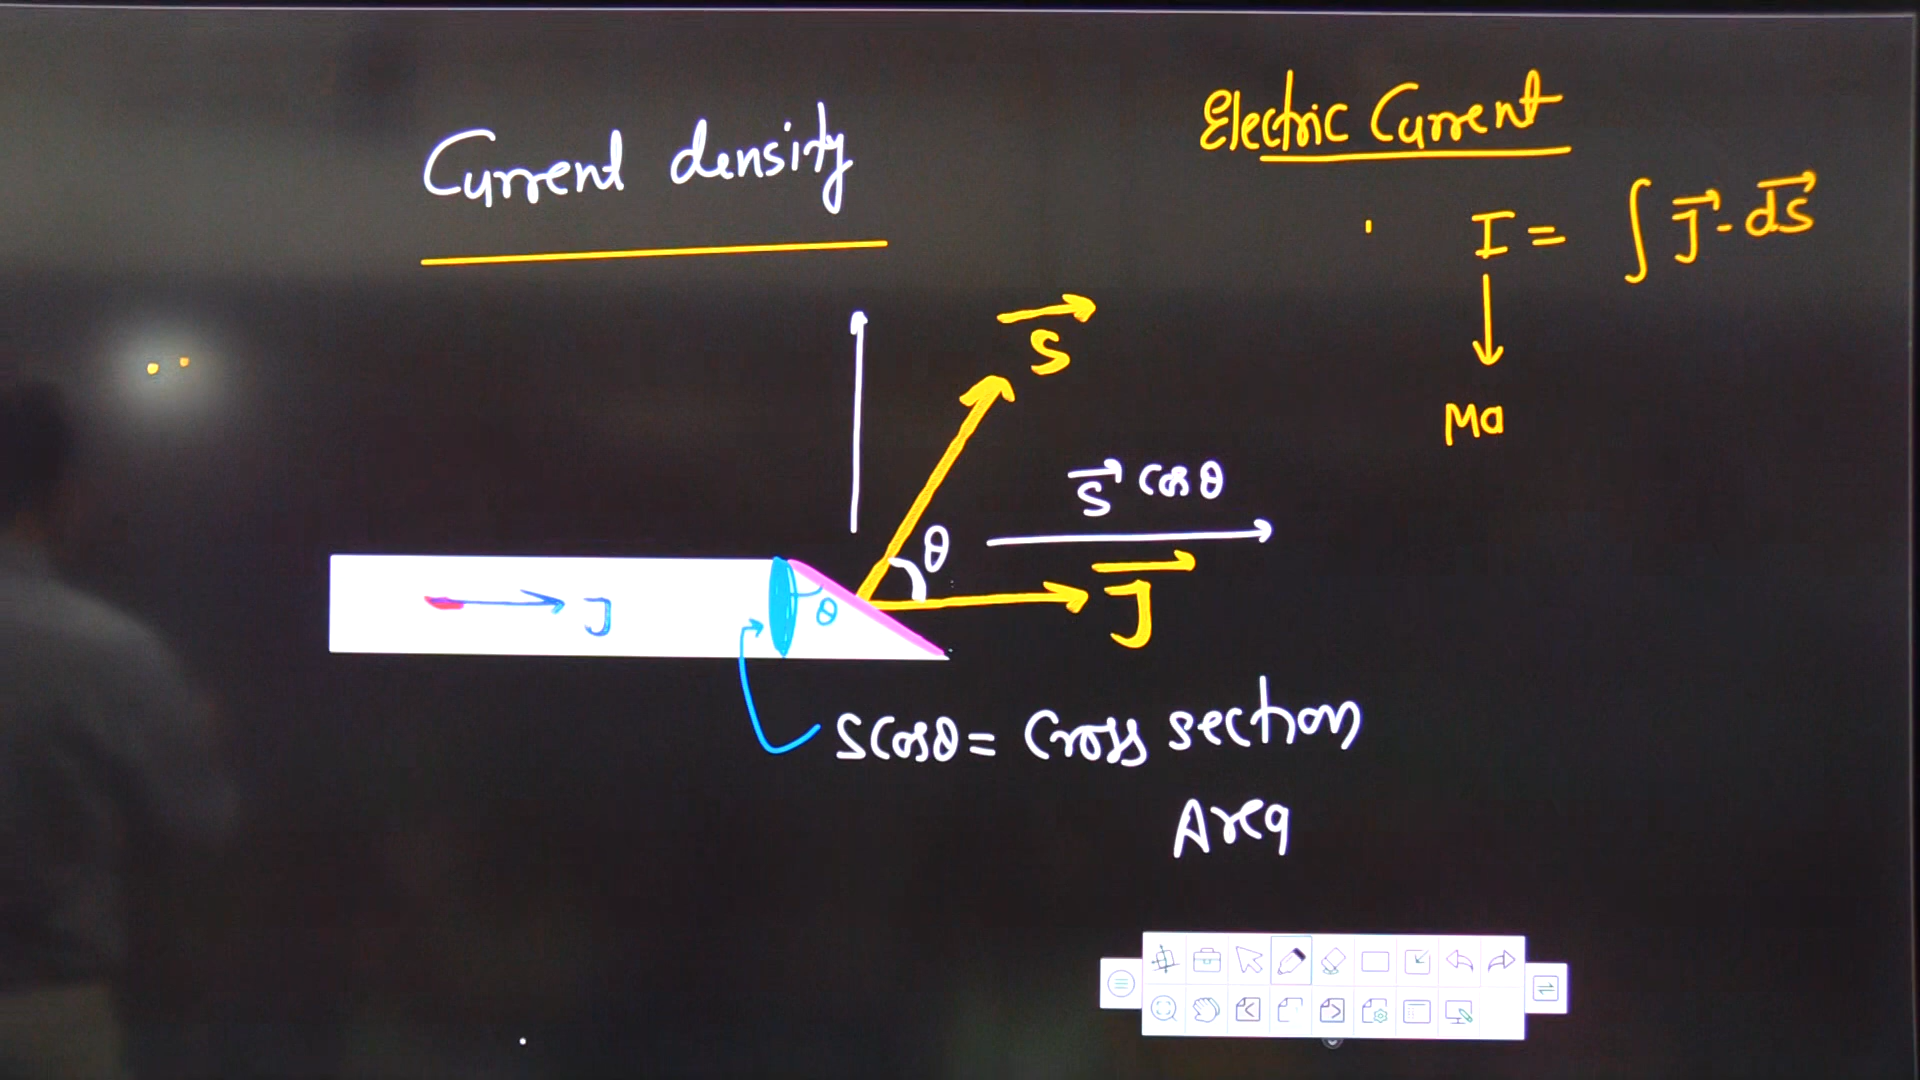 Current density
Electric Current
I = ∫ J⃗ · dS⃗
Ma
S⃗
S⃗ cos θ
θ
J⃗
J
θ
S cos θ = Cross section
Area